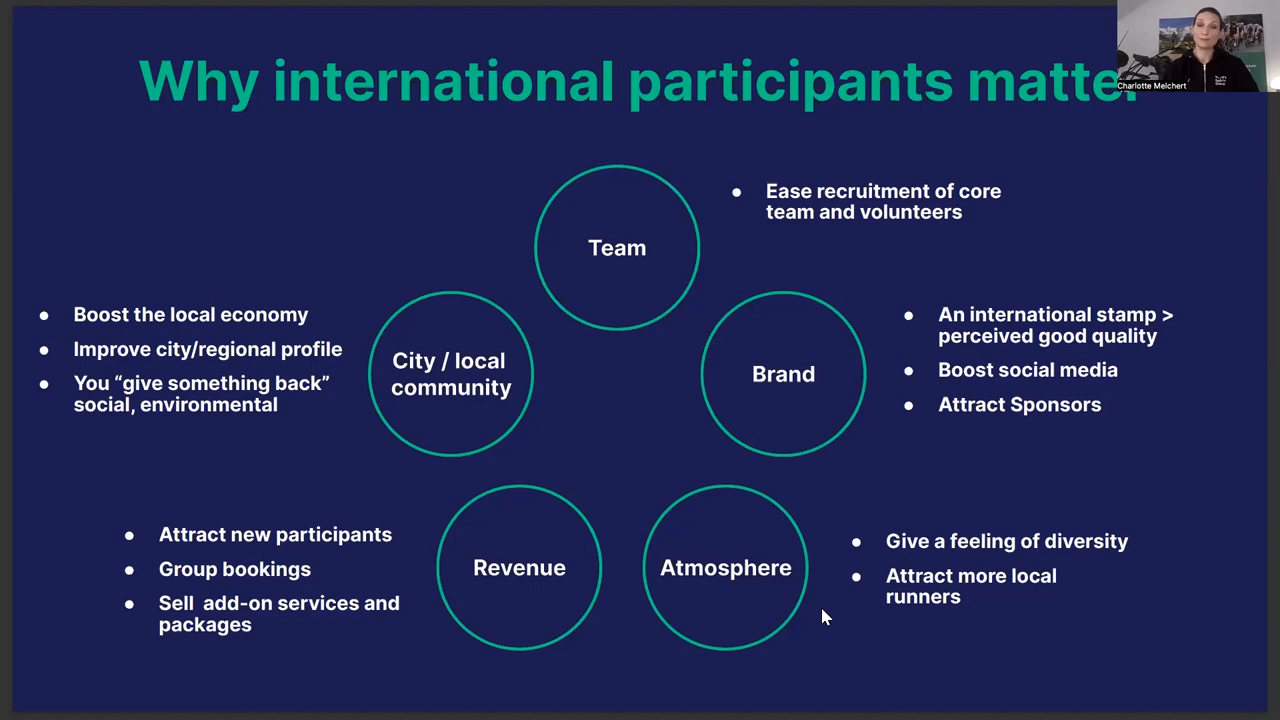 Why international participants matter
Charlotte Melchert
Ease recruitment of core
team and volunteers
Team
Boost the local economy
Improve city/regional profile
You “give something back”
social, environmental
City / local
community
Brand
An international stamp >
perceived good quality
Boost social media
Attract Sponsors
Attract new participants
Group bookings
Sell add-on services and
packages
Revenue
Atmosphere
Give a feeling of diversity
Attract more local
runners